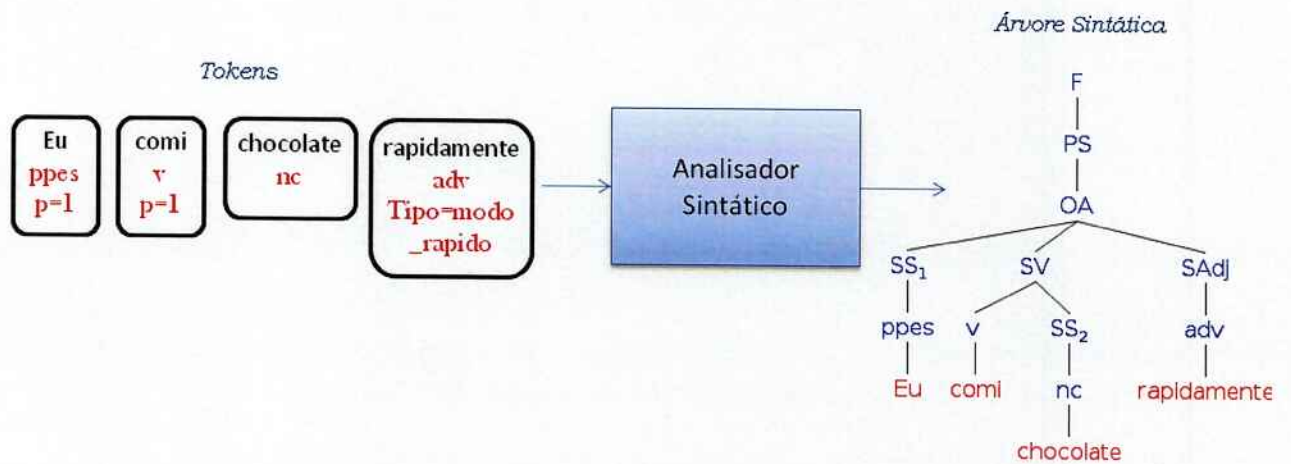 Árvore Sintática
Tokens
Eu
ppes
p=1
comi
v
p=1
chocolate
nc
rapidamente
adv
Tipo=modo
_rapido
Analisador
Sintático
F
PS
OA
SS1 SV SAdj
ppes v SS2 adv
Eu comi nc rapidamente
chocolate